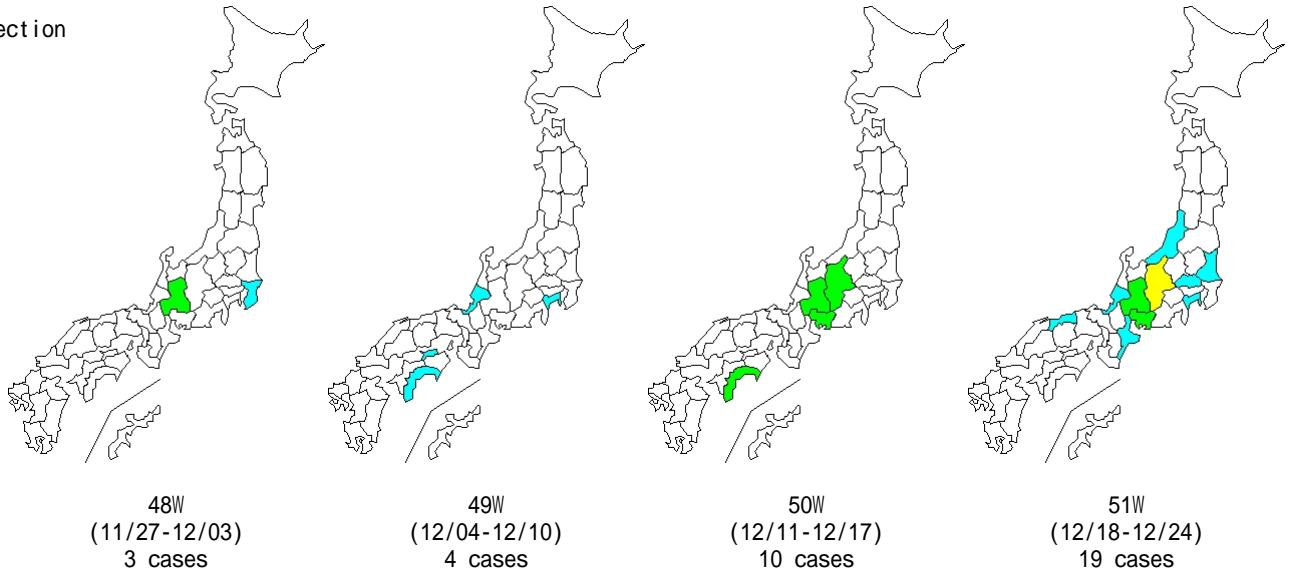 ection
48W
(11/27-12/03)
3 cases
49W
(12/04-12/10)
4 cases
50W
(12/11-12/17)
10 cases
51W
(12/18-12/24)
19 cases